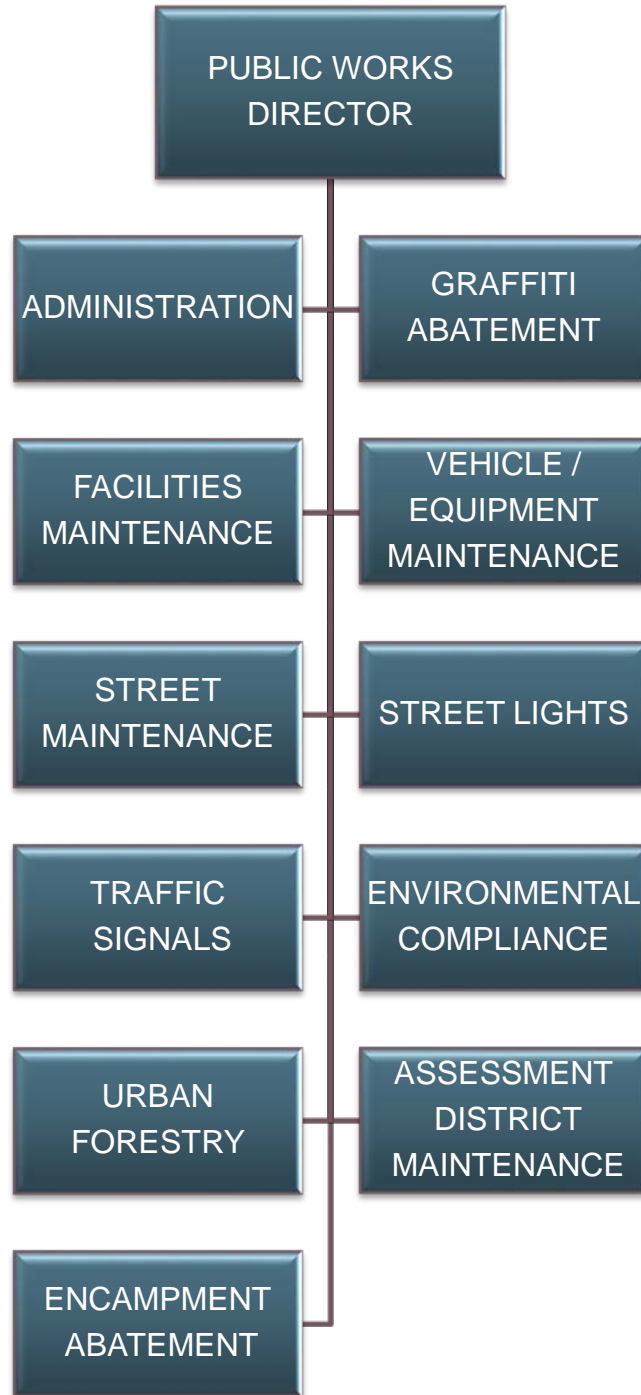 PUBLIC WORKS
DIRECTOR
ADMINISTRATION
GRAFFITI
ABATEMENT
FACILITIES
MAINTENANCE
VEHICLE /
EQUIPMENT
MAINTENANCE
STREET
MAINTENANCE
STREET LIGHTS
TRAFFIC
SIGNALS
ENVIRONMENTAL
COMPLIANCE
URBAN
FORESTRY
ASSESSMENT
DISTRICT
MAINTENANCE
ENCAMPMENT
ABATEMENT